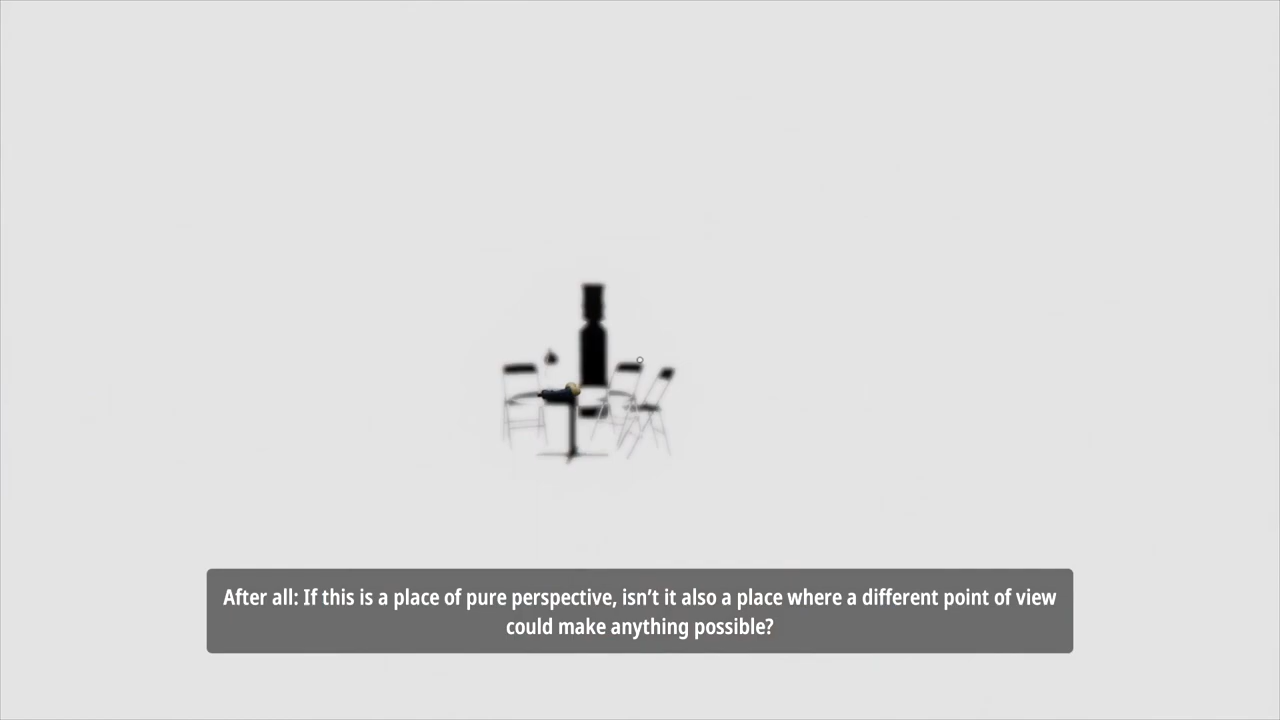 After all: If this is a place of pure perspective, isn’t it also a place where a different point of view
could make anything possible?